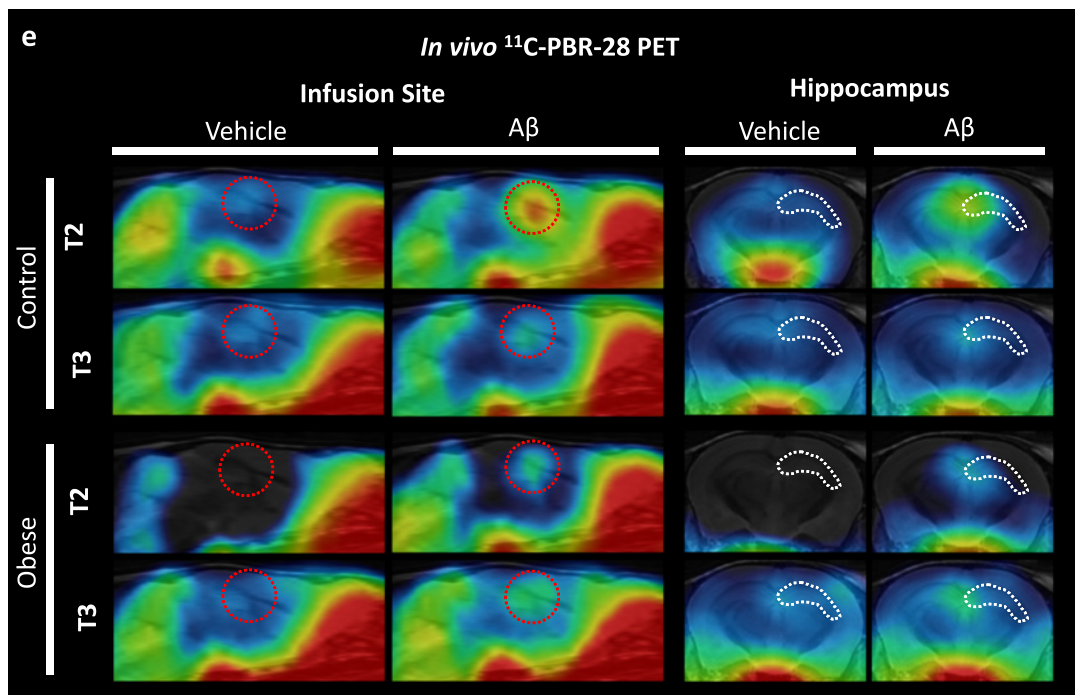 e
In vivo ¹¹C-PBR-28 PET
Infusion Site
Hippocampus
Vehicle
Aβ
Vehicle
Aβ
Control
T2
T3
Obese
T2
T3